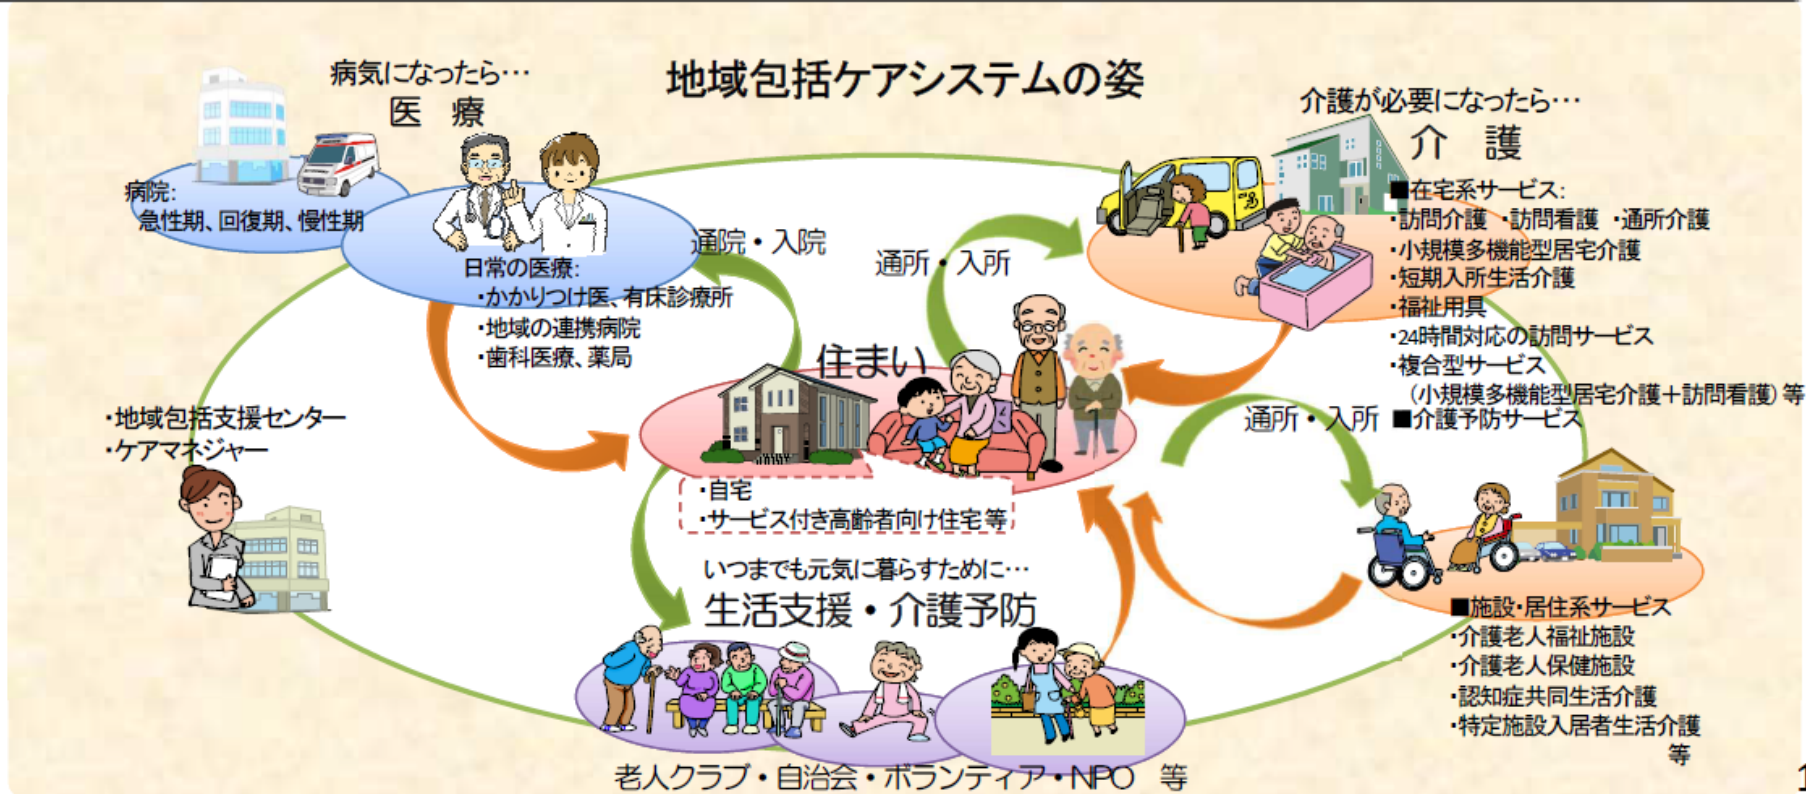 地域包括ケアシステムの姿
病気になったら…
医　療
病院:
急性期、回復期、慢性期
日常の医療:
・かかりつけ医、有床診療所
・地域の連携病院
・歯科医療、薬局
通院・入院
通所・入所
介護が必要になったら…
介　護
■在宅系サービス:
・訪問介護 ・訪問看護 ・通所介護
・小規模多機能型居宅介護
・短期入所生活介護
・福祉用具
・24時間対応の訪問サービス
・複合型サービス
（小規模多機能型居宅介護＋訪問看護）等
■介護予防サービス
通所・入所
住まい
・自宅
・サービス付き高齢者向け住宅等
・地域包括支援センター
・ケアマネジャー
いつまでも元気に暮らすために…
生活支援・介護予防
老人クラブ・自治会・ボランティア・NPO　等
■施設・居住系サービス
・介護老人福祉施設
・介護老人保健施設
・認知症共同生活介護
・特定施設入居者生活介護
等
1